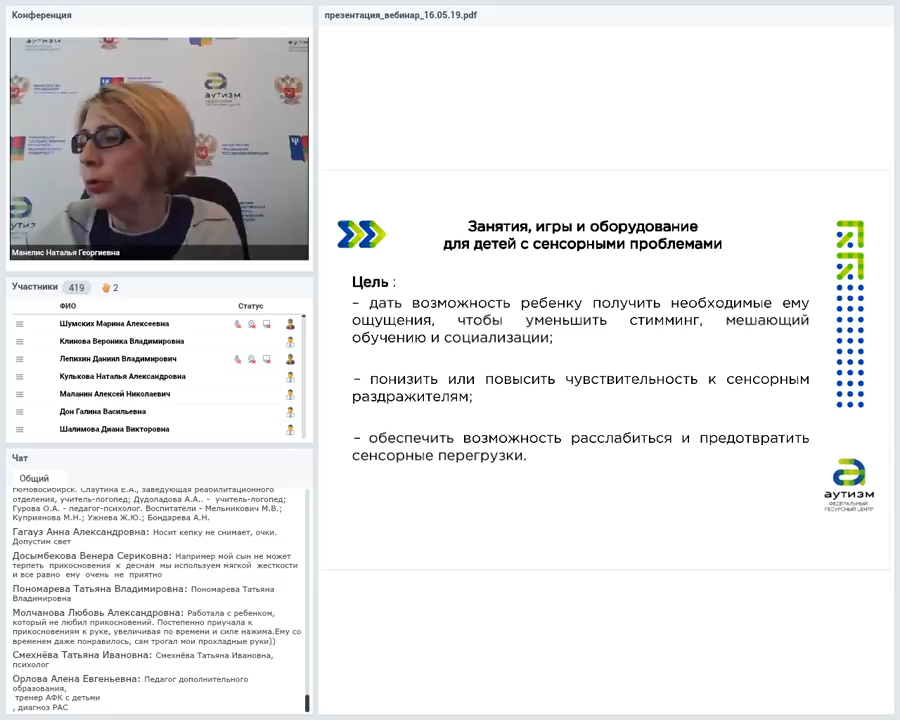 Конференция
презентация_вебинар_16.05.19.pdf
аутизм
Манелис Наталья Георгиевна
Участники 419 2
ФИО Статус
Шумских Марина Алексеевна
Клинова Вероника Владимировна
Лепихин Даниил Владимирович
Кулькова Наталья Александровна
Маланин Алексей Николаевич
Дон Галина Васильевна
Шалимова Диана Викторовна
Чат
Общий
гюновосибирск. Слаутина Е.А., заведующая реабилитационного
отделения, учитель-логопед; Дудоладова А.А.. - учитель-логопед;
Гурова О.А. - педагог-психолог. Воспитатели - Мельникович М.В.;
Куприянова М.Н.; Ужнева Ж.Ю.; Бондарева А.Н.
Гагауз Анна Александровна: Носит кепку не снимает, очки.
Допустим свет
Досымбекова Венера Сериковна: Например мой сын не может
терпеть прикосновения к деснам мы используем мягкой жесткости
и все равно ему очень не приятно
Пономарева Татьяна Владимировна: Пономарева Татьяна
Владимировна
Молчанова Любовь Александровна: Работала с ребенком,
который не любил прикосновений. Постепенно приучала к
прикосновениям к руке, увеличивая по времени и силе нажима.Ему со
временем даже понравилось, сам трогал мои прохладные руки))
Смехнёва Татьяна Ивановна: Смехнёва Татьяна Ивановна,
психолог
Орлова Алена Евгеньевна: Педагог дополнительного
образования,
тренер АФК с детьми
, диагноз РАС
Занятия, игры и оборудование
для детей с сенсорными проблемами
Цель :
– дать возможность ребенку получить необходимые ему
ощущения, чтобы уменьшить стимминг, мешающий
обучению и социализации;
– понизить или повысить чувствительность к сенсорным
раздражителям;
– обеспечить возможность расслабиться и предотвратить
сенсорные перегрузки.
аутизм
ФЕДЕРАЛЬНЫЙ
РЕСУРСНЫЙ ЦЕНТР